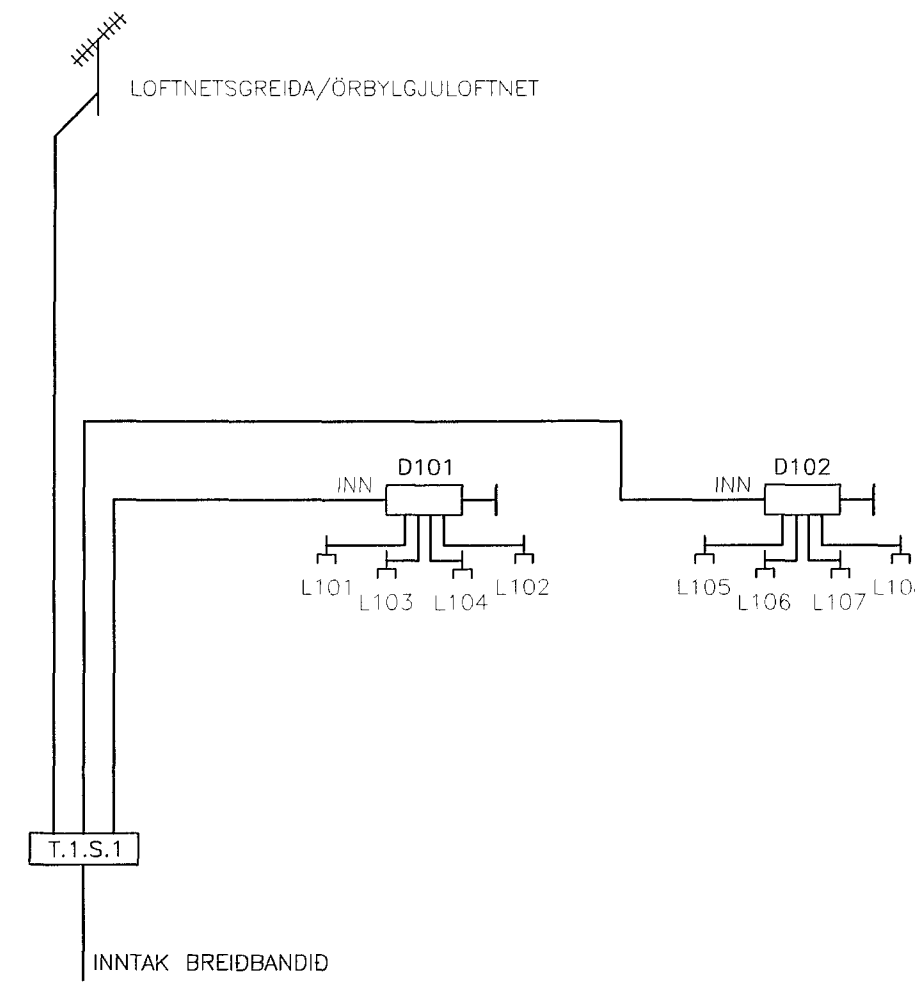 LOFTNETSGREIÐA/ÖRBYLGJULOFTNET
D101
D102
INN
INN
L101
L103
L104
L102
L105
L106
L107
T.1.S.1
INNTAK BREIÐBANDIÐ